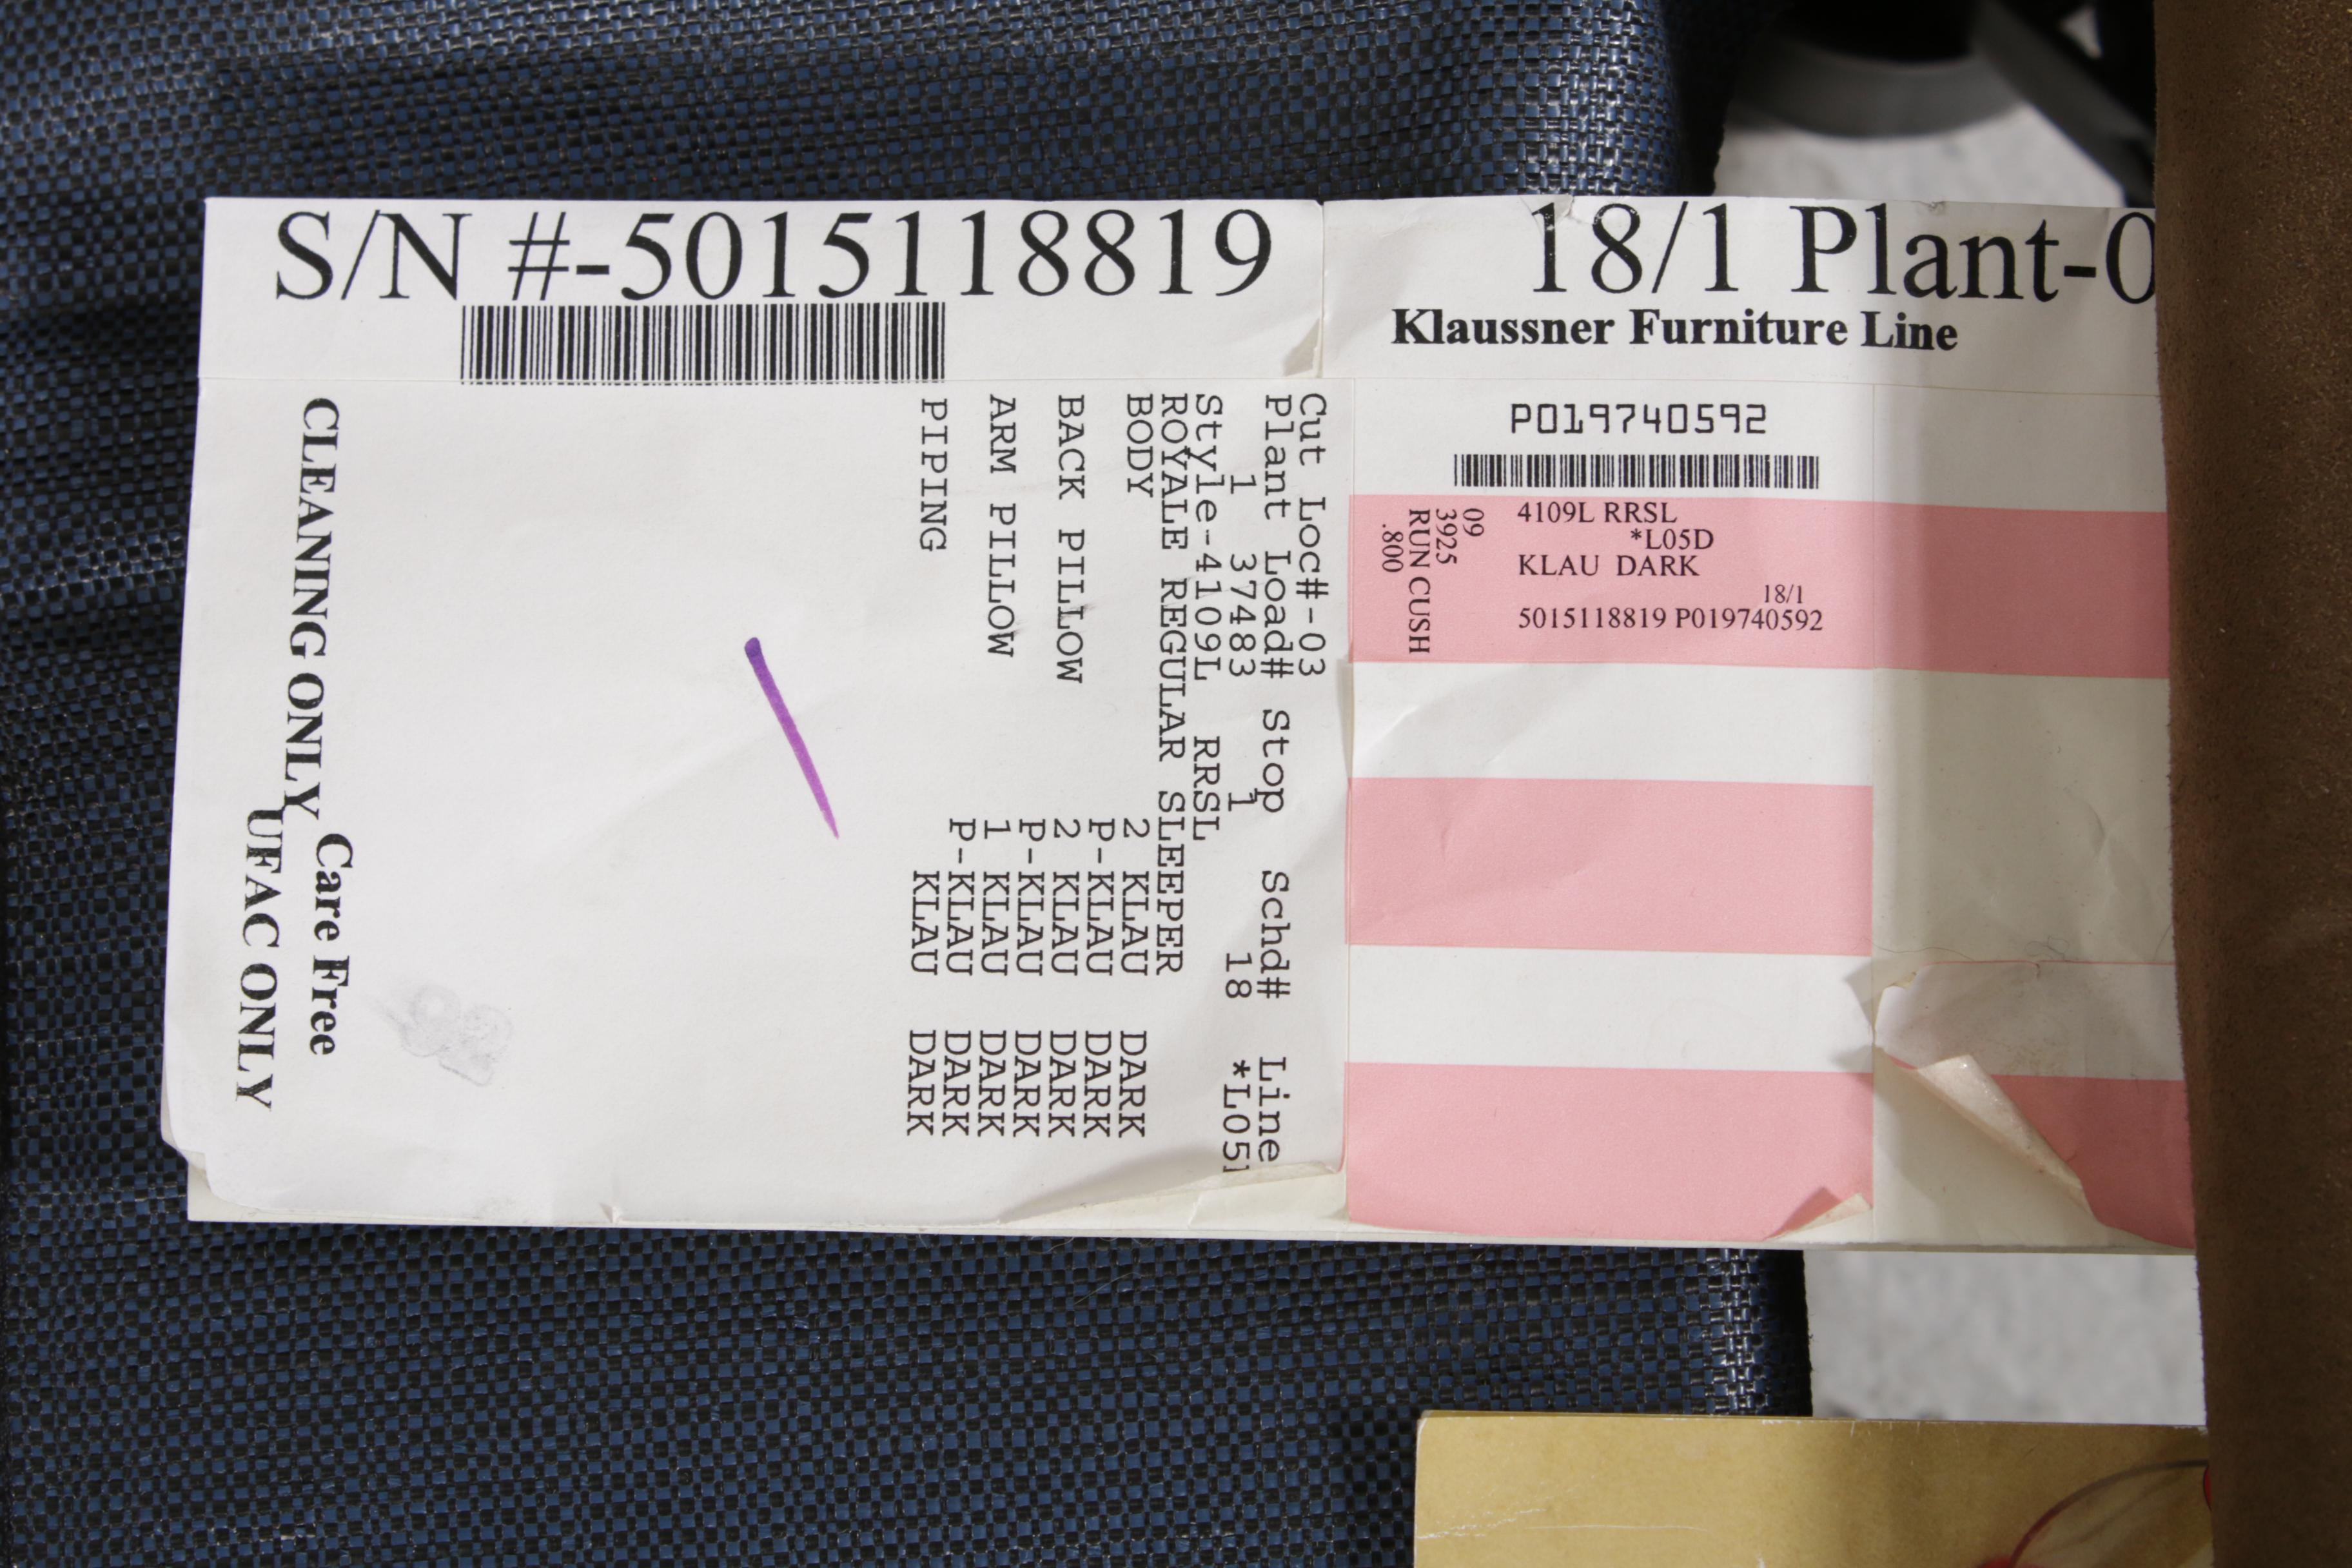 S/N #-5015118819
18/1 Plant-0
Klaussner Furniture Line
P019740592
4109L RRSL
*L05D
KLAU DARK
18/1
5015118819 P019740592
09
3925
RUN CUSH
.800
Cut Loc#-03
Plant Load# Stop Schd# Line
1 37483 1 18 *L05
Style-4109L RRSL
ROYALE REGULAR SLEEPER
BODY 2 KLAU DARK
P-KLAU DARK
BACK PILLOW 2 KLAU DARK
P-KLAU DARK
ARM PILLOW 1 KLAU DARK
P-KLAU DARK
PIPING KLAU DARK
Care Free
CLEANING ONLY
UFAC ONLY